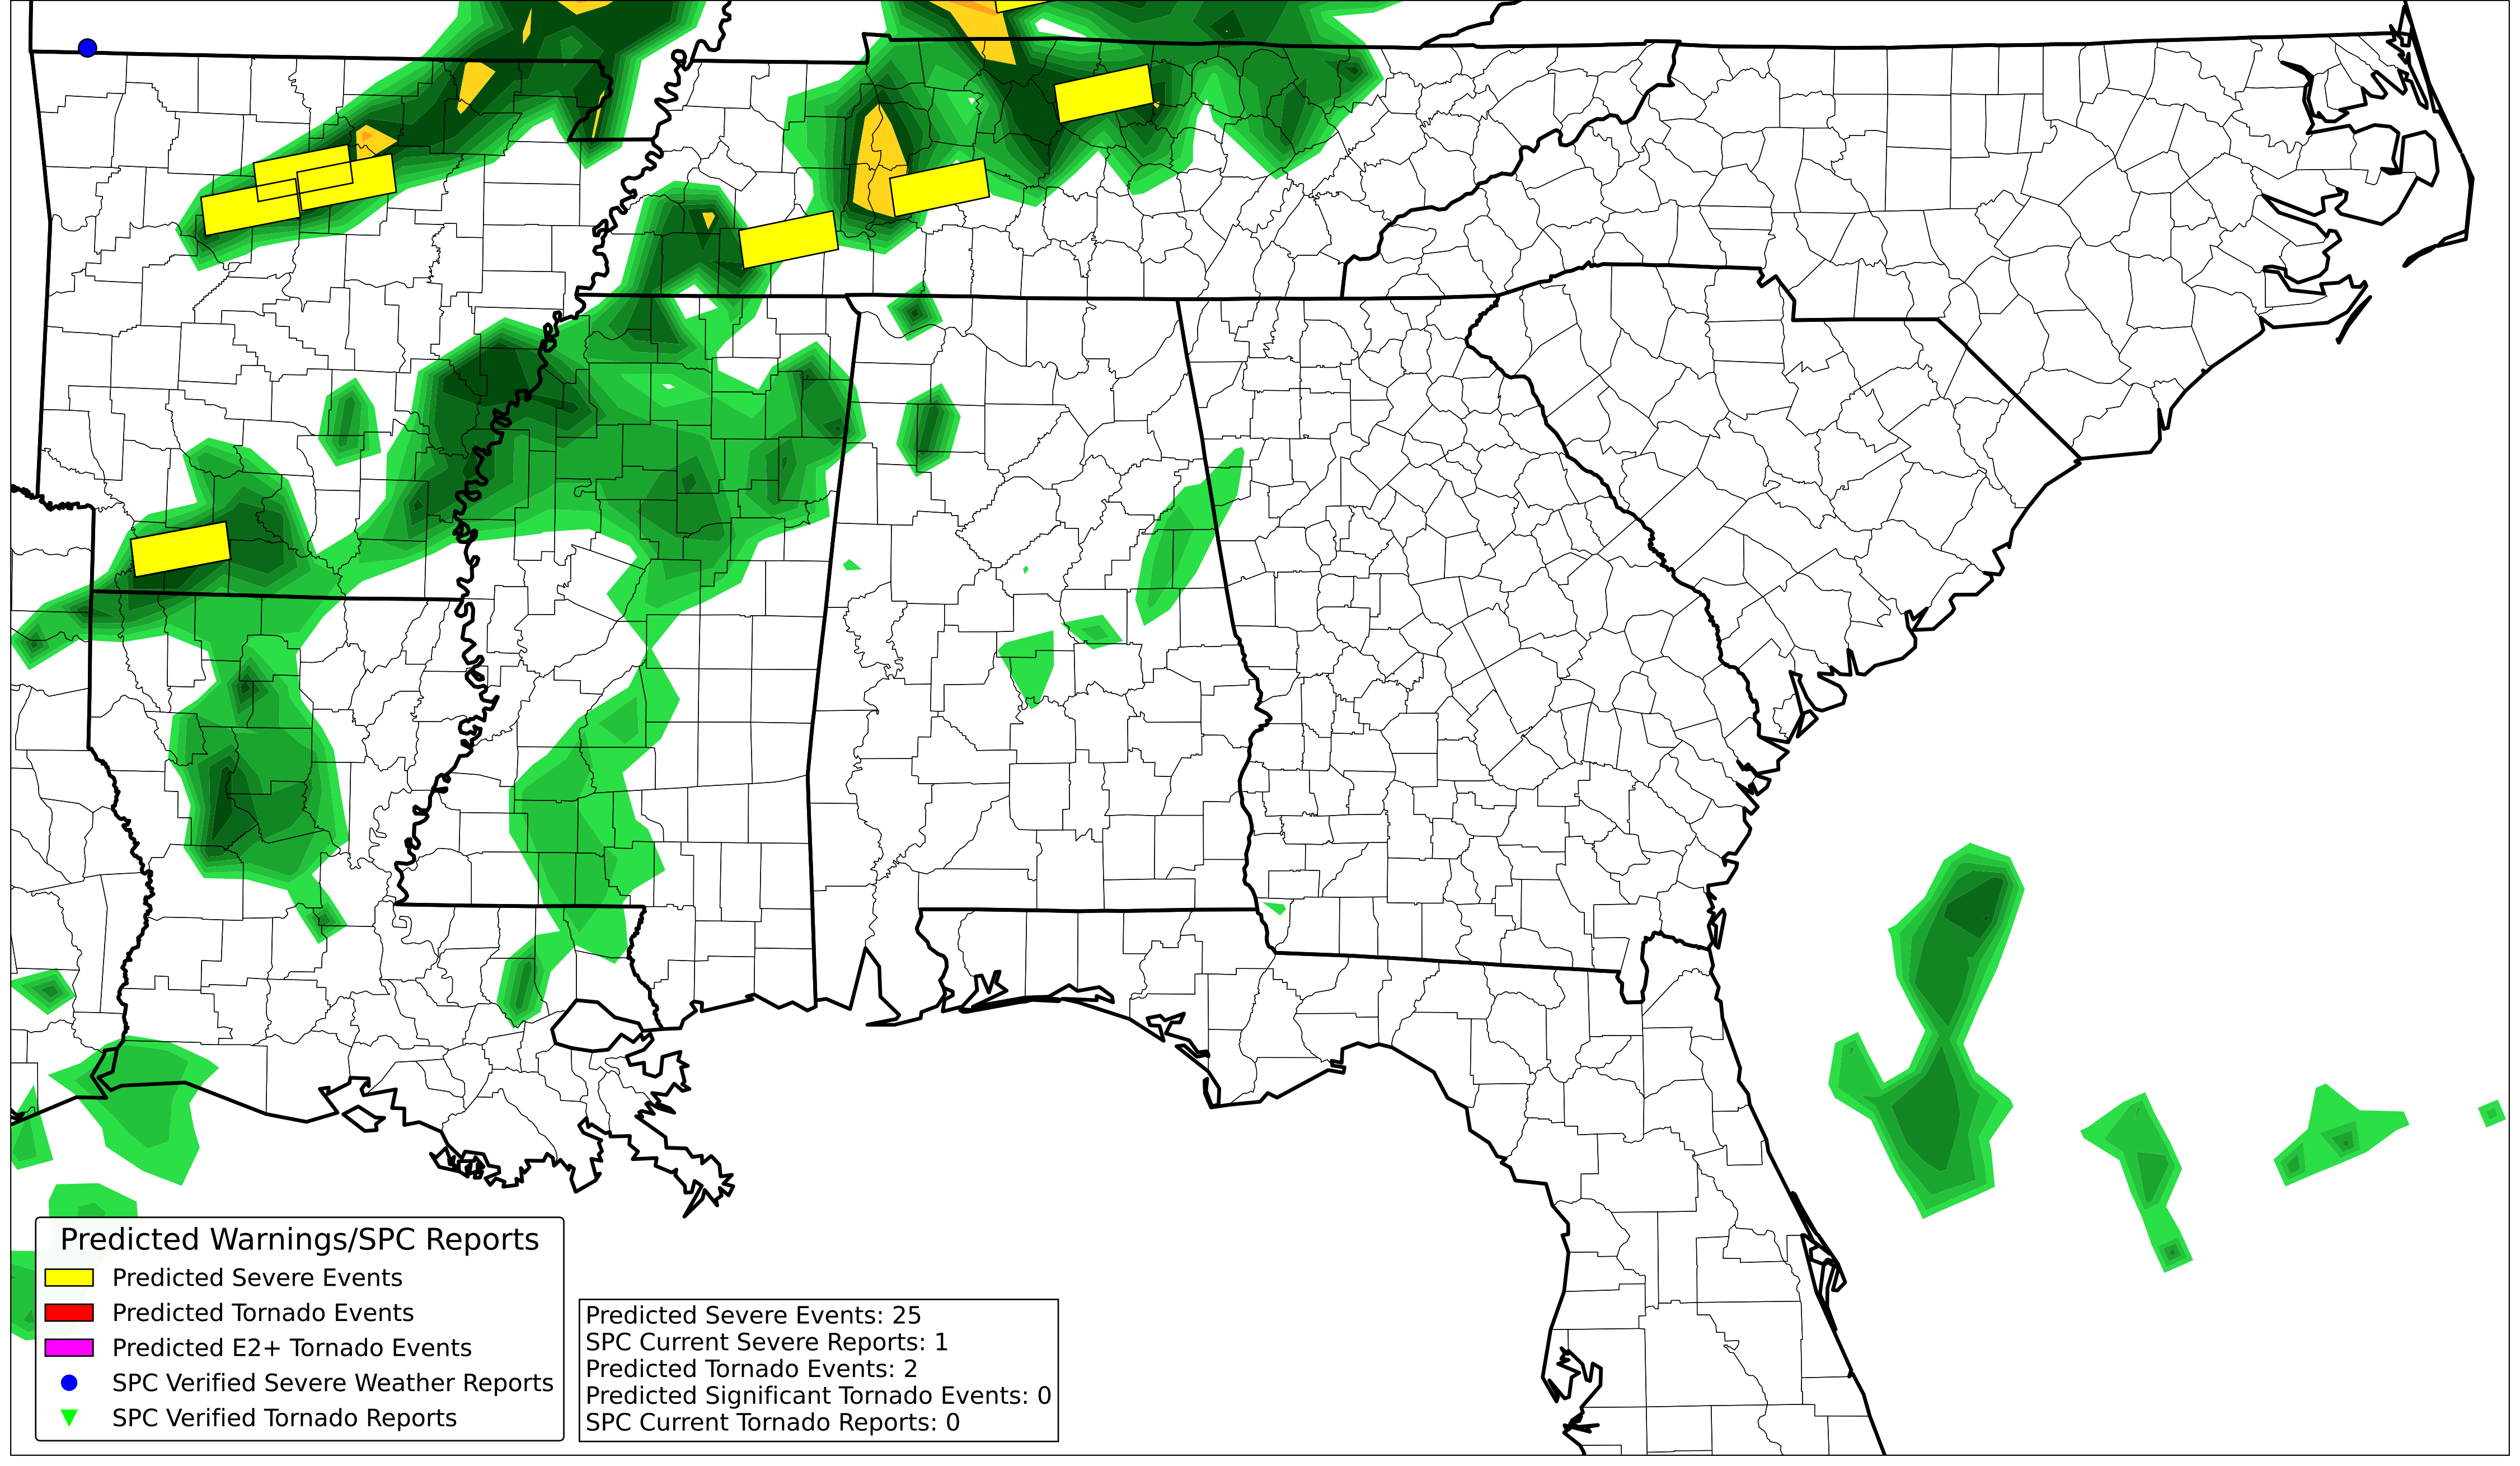 Predicted Warnings/SPC Reports
Predicted Severe Events
Predicted Tornado Events
Predicted E2+ Tornado Events
SPC Verified Severe Weather Reports
SPC Verified Tornado Reports
Predicted Severe Events: 25
SPC Current Severe Reports: 1
Predicted Tornado Events: 2
Predicted Significant Tornado Events: 0
SPC Current Tornado Reports: 0